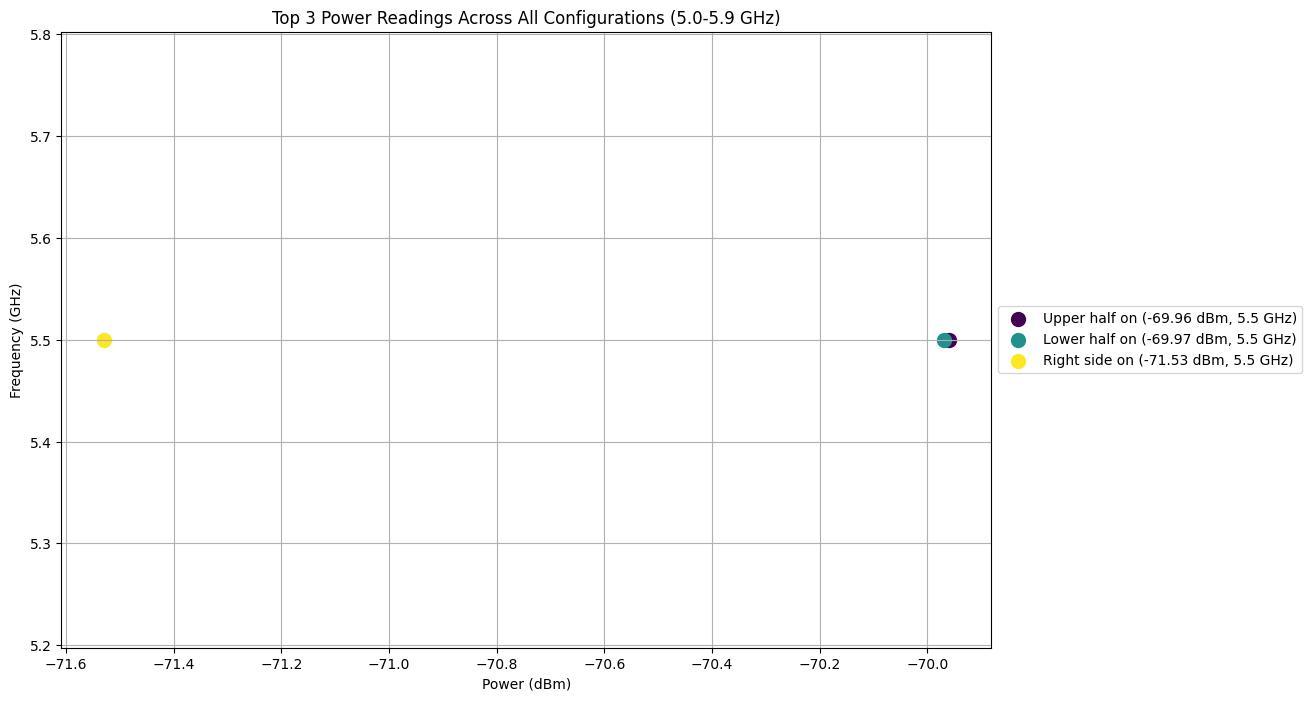 Top 3 Power Readings Across All Configurations (5.0-5.9 GHz)
5.8
5.7
5.6
5.5
5.4
5.3
5.2
Frequency (GHz)
−71.6 −71.4 −71.2 −71.0 −70.8 −70.6 −70.4 −70.2 −70.0
Power (dBm)
Upper half on (-69.96 dBm, 5.5 GHz)
Lower half on (-69.97 dBm, 5.5 GHz)
Right side on (-71.53 dBm, 5.5 GHz)